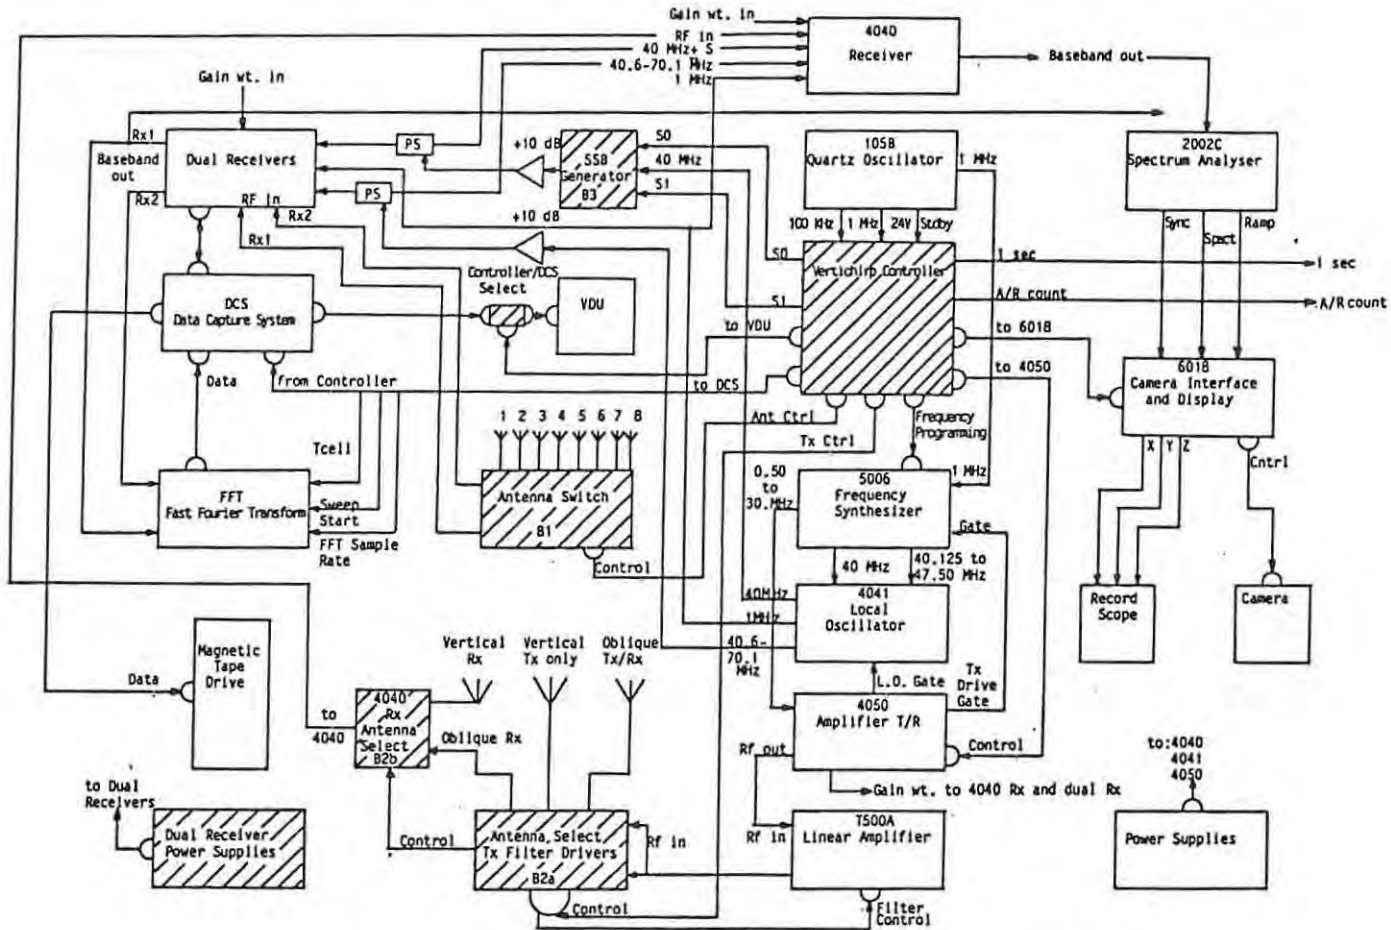 Gain wt. in
RF in
40 MHz+ S
40.6-70.1 MHz
1 MHz
4040
Receiver
Baseband out
Gain wt. in
Rx1
Baseband
out
Rx2
Dual Receivers
RF In
Rx2
Rx1
PS
PS
+10 dB
+10 dB
SSB
Generator
B3
S0
40 MHz
S1
105B
Quartz Oscillator
1 MHz
2002C
Spectrum Analyser
Sync
Spect
Ramp
100 KHz
1 MHz
24V
Stdby
Vertichirp Controller
S0
S1
1 sec
1 sec
A/R count
A/R count
to VDU
to 6018
to 4050
to DCS
DCS
Data Capture System
Controller/DCS
Select
VDU
Data
from Controller
6018
Camera Interface
and Display
X
Y
Z
Cntrl
1 2 3 4 5 6 7 8
Ant Ctrl
Tx Ctrl
Frequency
Programing
Tcell
FFT
Fast Fourier Transform
Sweep
Start
FFT Sample
Rate
Antenna Switch
B1
Control
0.50
to
30.MHz
5006
Frequency
Synthesizer
1 MHz
Gate
40 MHz
40.125 to
47.50 MHz
40MHz
1MHz
40.6-
70.1
MHz
4041
Local
Oscillator
Record
Scope
Camera
Magnetic
Tape
Drive
Data
Vertical
Rx
Vertical
Tx only
Oblique
Tx/Rx
L.O. Gate
Tx
Drive
Gate
to
4040
4040
Rx
Antenna
Select
B2b
Oblique Rx
4050
Amplifier T/R
Rf out
Control
Gain wt. to 4040 Rx and dual Rx
to:4040
4041
4050
to Dual
Receivers
Dual Receiver
Power Supplies
Control
Antenna Select
Tx Filter Drivers
B2a
Rf in
Rf in
T500A
Linear Amplifier
Power Supplies
Control
Filter
Control